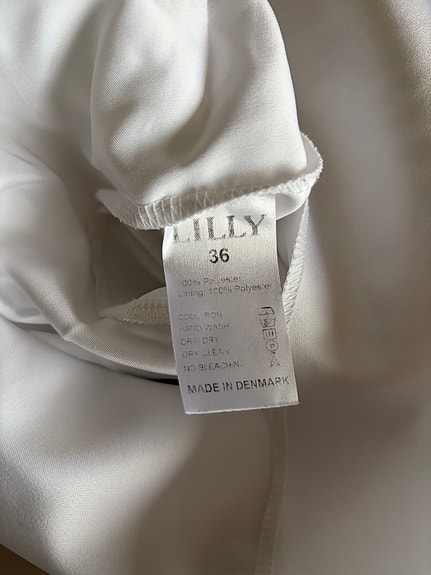 LILLY
36
100% Polyester
Lining: 100% Polyester
COOL IRON
HAND WASH
DRIP DRY
DRY CLEAN
NO BLEACHING
MADE IN DENMARK